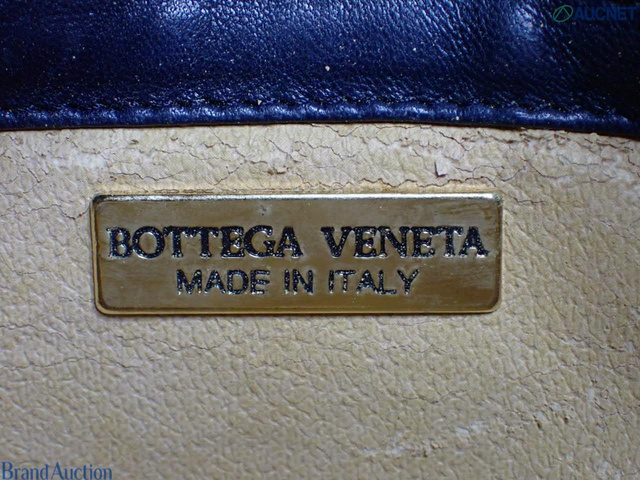 AUCNET
BOTTEGA VENETA
MADE IN ITALY
BrandAuction